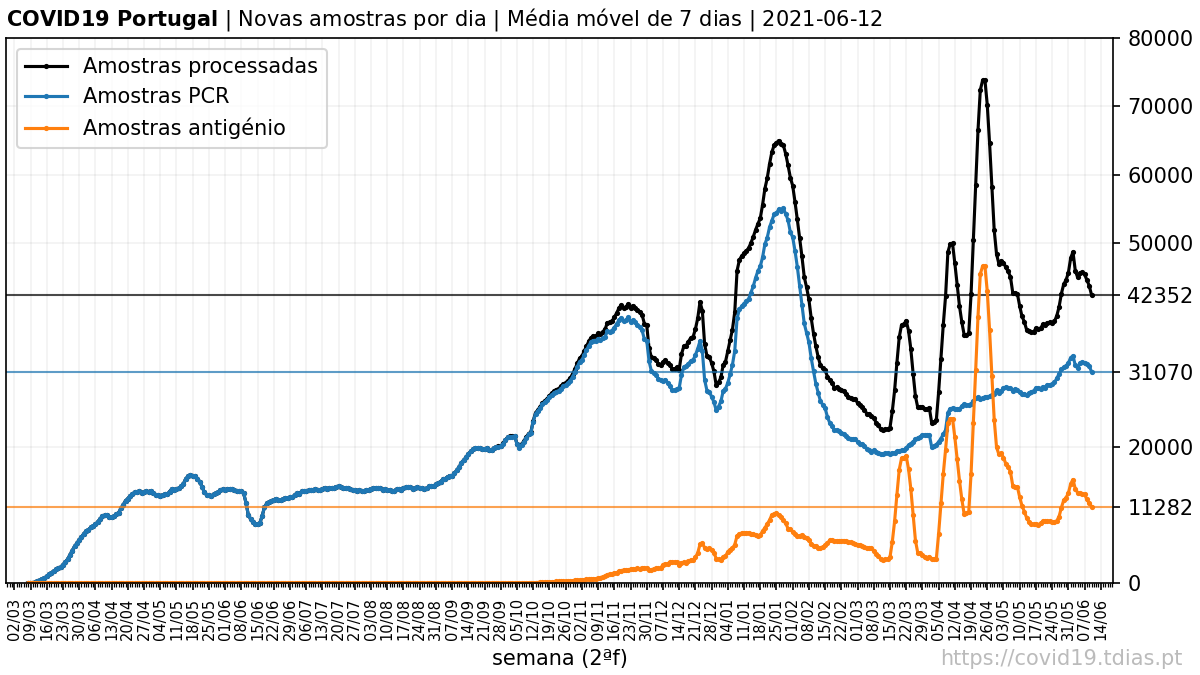 COVID19 Portugal | Novas amostras por dia | Média móvel de 7 dias | 2021-06-12
Amostras processadas
Amostras PCR
Amostras antigénio
80000
70000
60000
50000
42352
31070
20000
11282
0
02/03 09/03 16/03 23/03 30/03 06/04 13/04 20/04 27/04 04/05 11/05 18/05 25/05 01/06 08/06 15/06 22/06 29/06 06/07 13/07 20/07 27/07 03/08 10/08 17/08 24/08 31/08 07/09 14/09 21/09 28/09 05/10 12/10 19/10 26/10 02/11 09/11 16/11 23/11 30/11 07/12 14/12 21/12 28/12 04/01 11/01 18/01 25/01 01/02 08/02 15/02 22/02 01/03 08/03 15/03 22/03 29/03 05/04 12/04 19/04 26/04 03/05 10/05 17/05 24/05 31/05 07/06 14/06
semana (2ªf)
https://covid19.tdias.pt